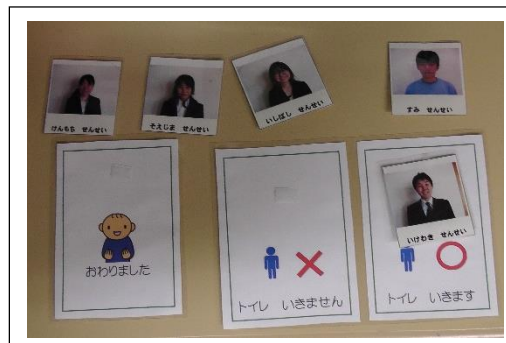 けんもち せんせい
そえじま せんせい
いしばし せんせい
すみ せんせい
いけわき せんせい
おわりました
トイレ いきません
トイレ いきます